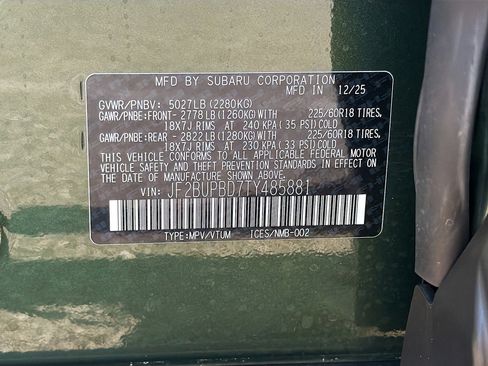 MFD BY SUBARU CORPORATION
MFD IN 12/25
GVWR/PNBV: 5027LB (2280KG)
GAWR/PNBE:FRONT- 2778 LB (1260KG) WITH 225/60R18 TIRES,
18X7J RIMS AT 240 KPA ( 35 PSI) COLD
GAWR/PNBE:REAR - 2822 LB (1280KG) WITH 225/60R18 TIRES,
18X7J RIMS AT 230 KPA ( 33 PSI) COLD
THIS VEHICLE CONFORMS TO ALL APPLICABLE FEDERAL MOTOR
VEHICLE SAFETY, BUMPER AND THEFT PREVENTION STANDARDS IN EFFECT
ON THE DATE OF MANUFACTURE SHOWN ABOVE.
VIN: JF2BUPBD7TY485881
TYPE:MPV/VTUM ICES/NMB-002